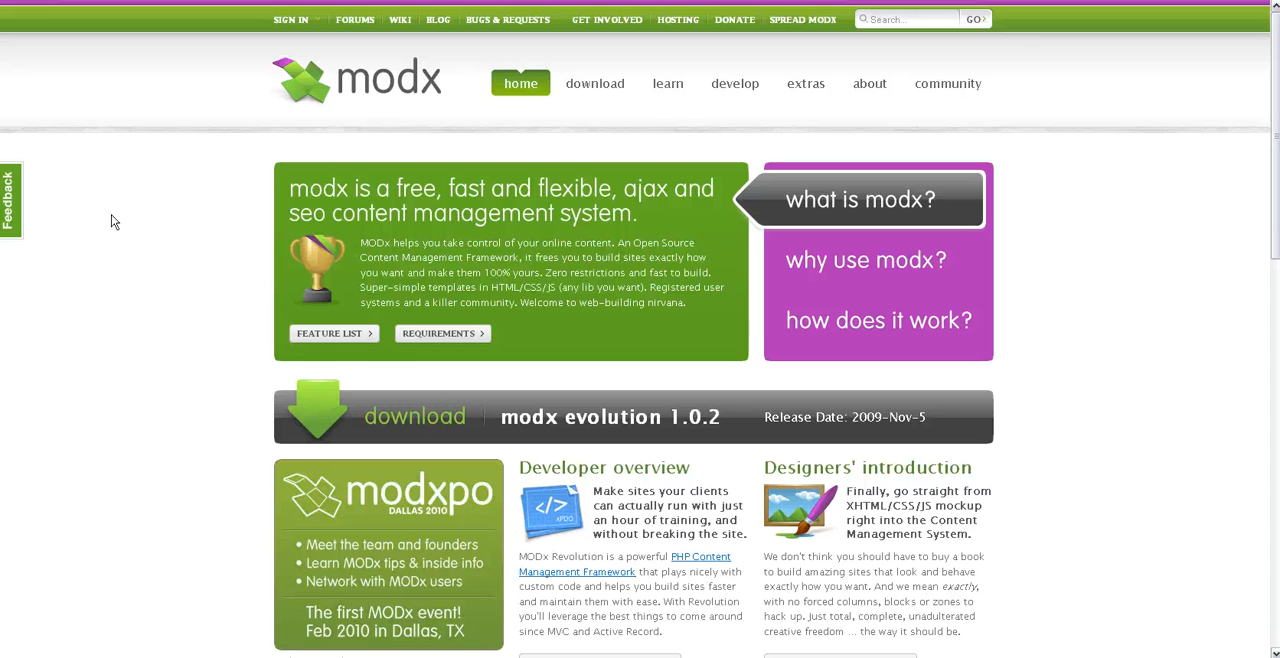 SIGN IN FORUMS WIKI BLOG BUGS & REQUESTS GET INVOLVED HOSTING DONATE SPREAD MODX Search... GO
modx
home download learn develop extras about community
Feedback
modx is a free, fast and flexible, ajax and
seo content management system.
MODx helps you take control of your online content. An Open Source
Content Management Framework, it frees you to build sites exactly how
you want and make them 100% yours. Zero restrictions and fast to build.
Super-simple templates in HTML/CSS/JS (any lib you want). Registered user
systems and a killer community. Welcome to web-building nirvana.
FEATURE LIST REQUIREMENTS
what is modx?
why use modx?
how does it work?
download modx evolution 1.0.2 Release Date: 2009-Nov-5
modxpo
DALLAS 2010
• Meet the team and founders
• Learn MODx tips & inside info
• Network with MODx users
The first MODx event!
Feb 2010 in Dallas, TX
Developer overview
</>
XPDO
Make sites your clients
can actually run with just
an hour of training, and
without breaking the site.
MODx Revolution is a powerful PHP Content
Management Framework that plays nicely with
custom code and helps you build sites faster
and maintain them with ease. With Revolution
you'll leverage the best things to come around
since MVC and Active Record.
Designers' introduction
Finally, go straight from
XHTML/CSS/JS mockup
right into the Content
Management System.
We don't think you should have to buy a book
to build amazing sites that look and behave
exactly how you want. And we mean exactly,
with no forced columns, blocks or zones to
hack up. Just total, complete, unadulterated
creative freedom ... the way it should be.